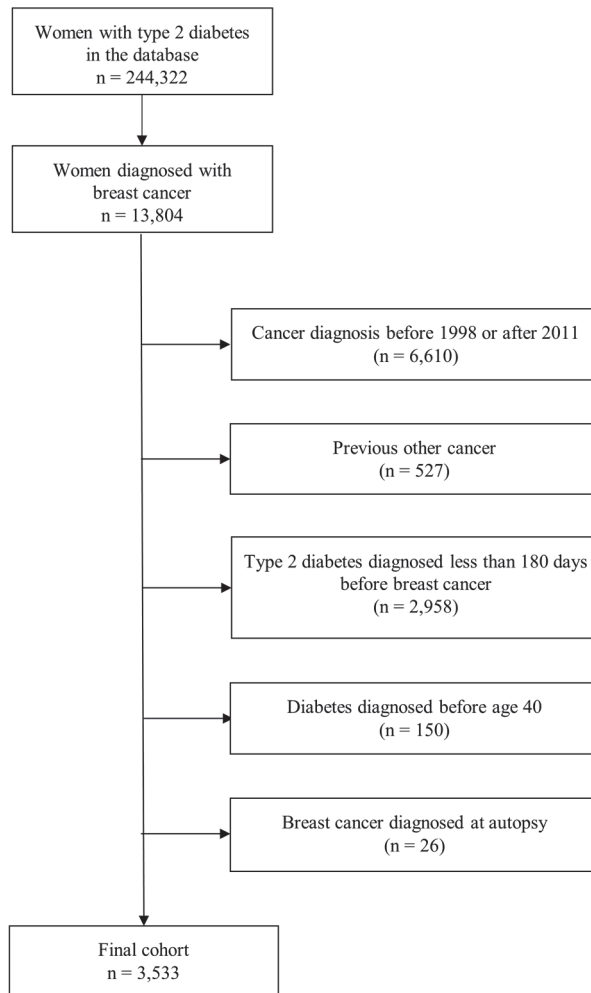 Women with type 2 diabetes
in the database
n = 244,322
Women diagnosed with
breast cancer
n = 13,804
Cancer diagnosis before 1998 or after 2011
(n = 6,610)
Previous other cancer
(n = 527)
Type 2 diabetes diagnosed less than 180 days
before breast cancer
(n = 2,958)
Diabetes diagnosed before age 40
(n = 150)
Breast cancer diagnosed at autopsy
(n = 26)
Final cohort
n = 3,533